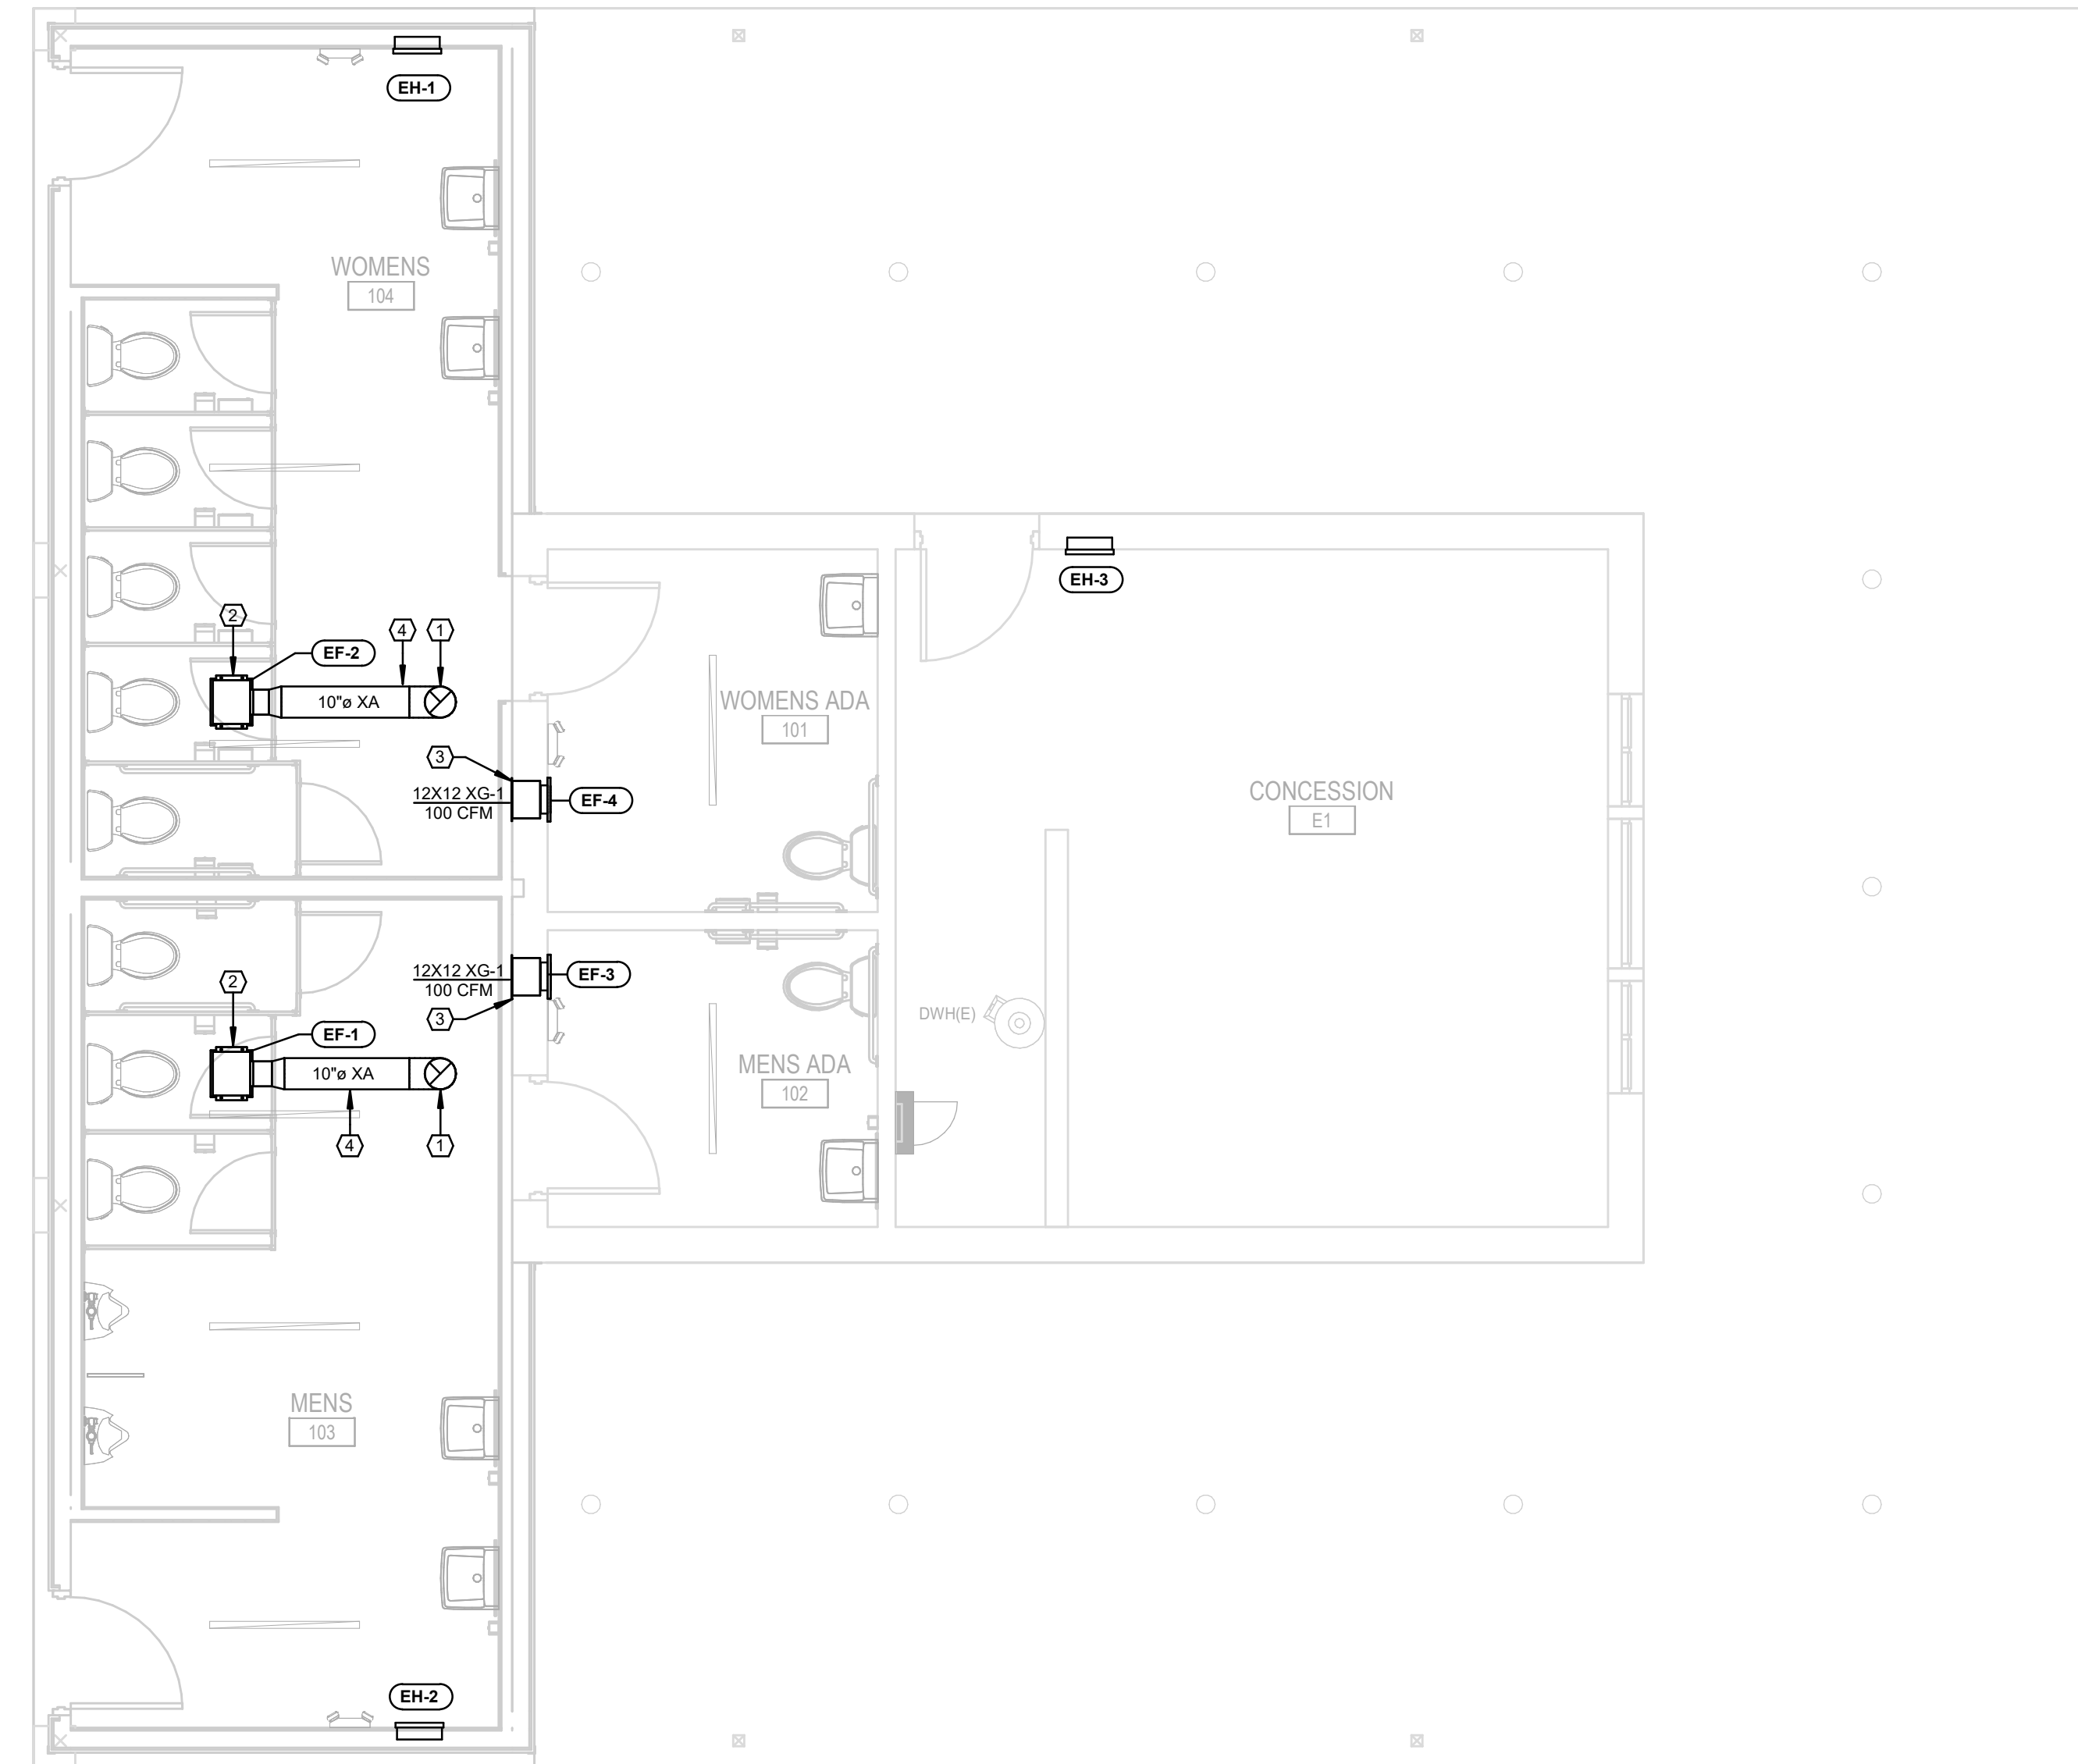 EH-1
WOMENS
104
EH-3
2
4
1
EF-2
10"ø XA
WOMENS ADA
101
3
12X12 XG-1
100 CFM
EF-4
CONCESSION
E1
12X12 XG-1
100 CFM
EF-3
2
3
DWH(E)
EF-1
10"ø XA
MENS ADA
102
4
1
MENS
103
EH-2